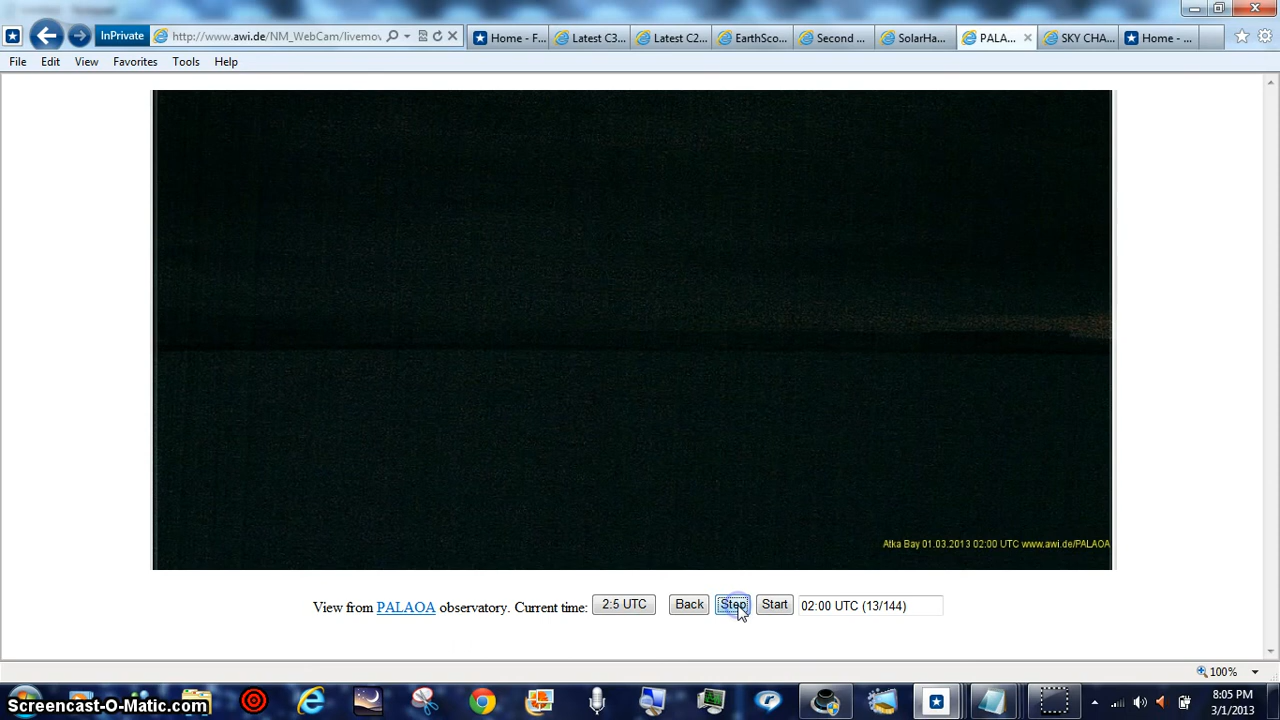 InPrivate
http://www.awi.de/NM_WebCam/livemov
Home - F...
Latest C3...
Latest C2...
EarthSco...
Second ...
SolarHa...
PALA...
SKY CHA...
Home - ...
File Edit View Favorites Tools Help
Atka Bay 01.03.2013 02:00 UTC www.awi.de/PALAOA
View from PALAOA observatory. Current time: 2:5 UTC Back Stop Start 02:00 UTC (13/144)
100%
Screencast-O-Matic.com
8:05 PM
3/1/2013